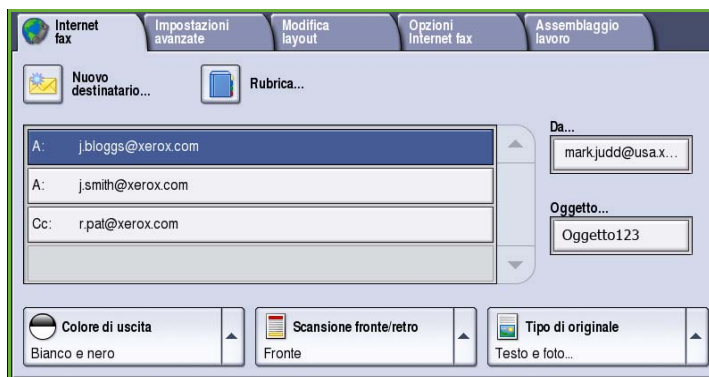 Internet fax
Impostazioni avanzate
Modifica layout
Opzioni Internet fax
Assemblaggio lavoro
Nuovo destinatario...
Rubrica...
A: j.bloggs@xerox.com
A: j.smith@xerox.com
Cc: r.pat@xerox.com
Da...
mark.judd@usa.x...
Oggetto...
Oggetto123
Colore di uscita
Bianco e nero
Scansione fronte/retro
Fronte
Tipo di originale
Testo e foto...